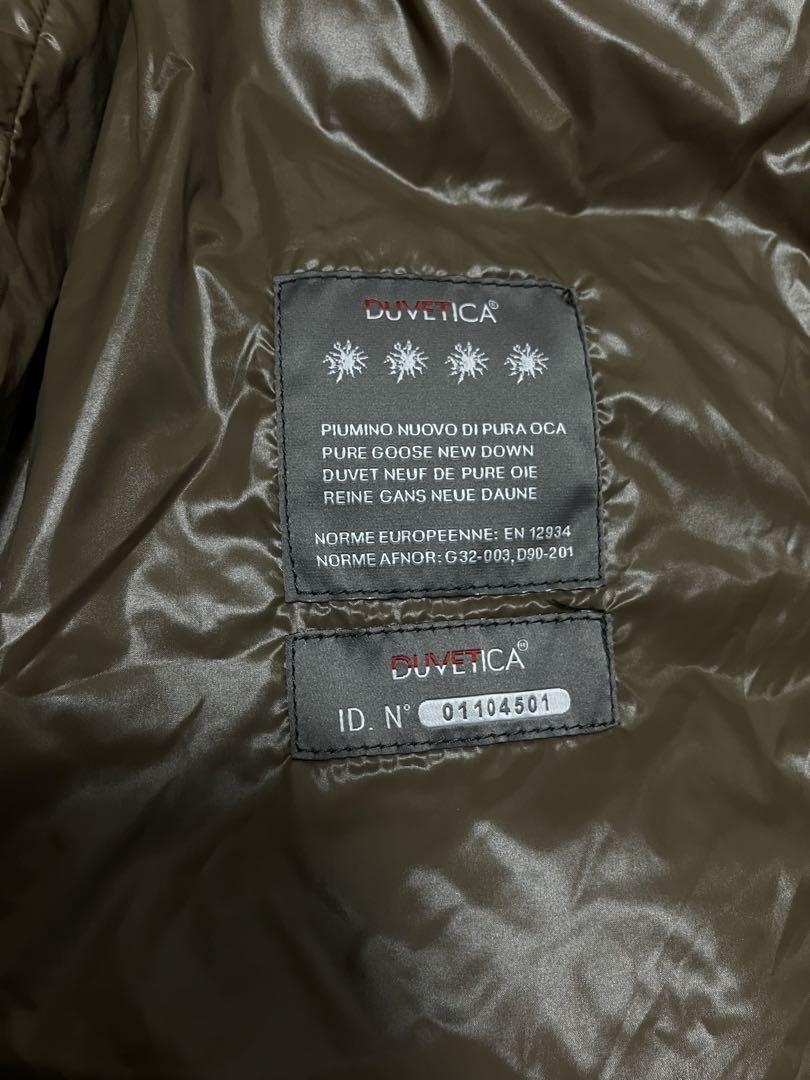 DUVETICA®
PIUMINO NUOVO DI PURA OCA
PURE GOOSE NEW DOWN
DUVET NEUF DE PURE OIE
REINE GANS NEUE DAUNE
NORME EUROPEENNE: EN 12934
NORME AFNOR: G32-003, D90-201
DUVETICA®
ID. N° 01104501